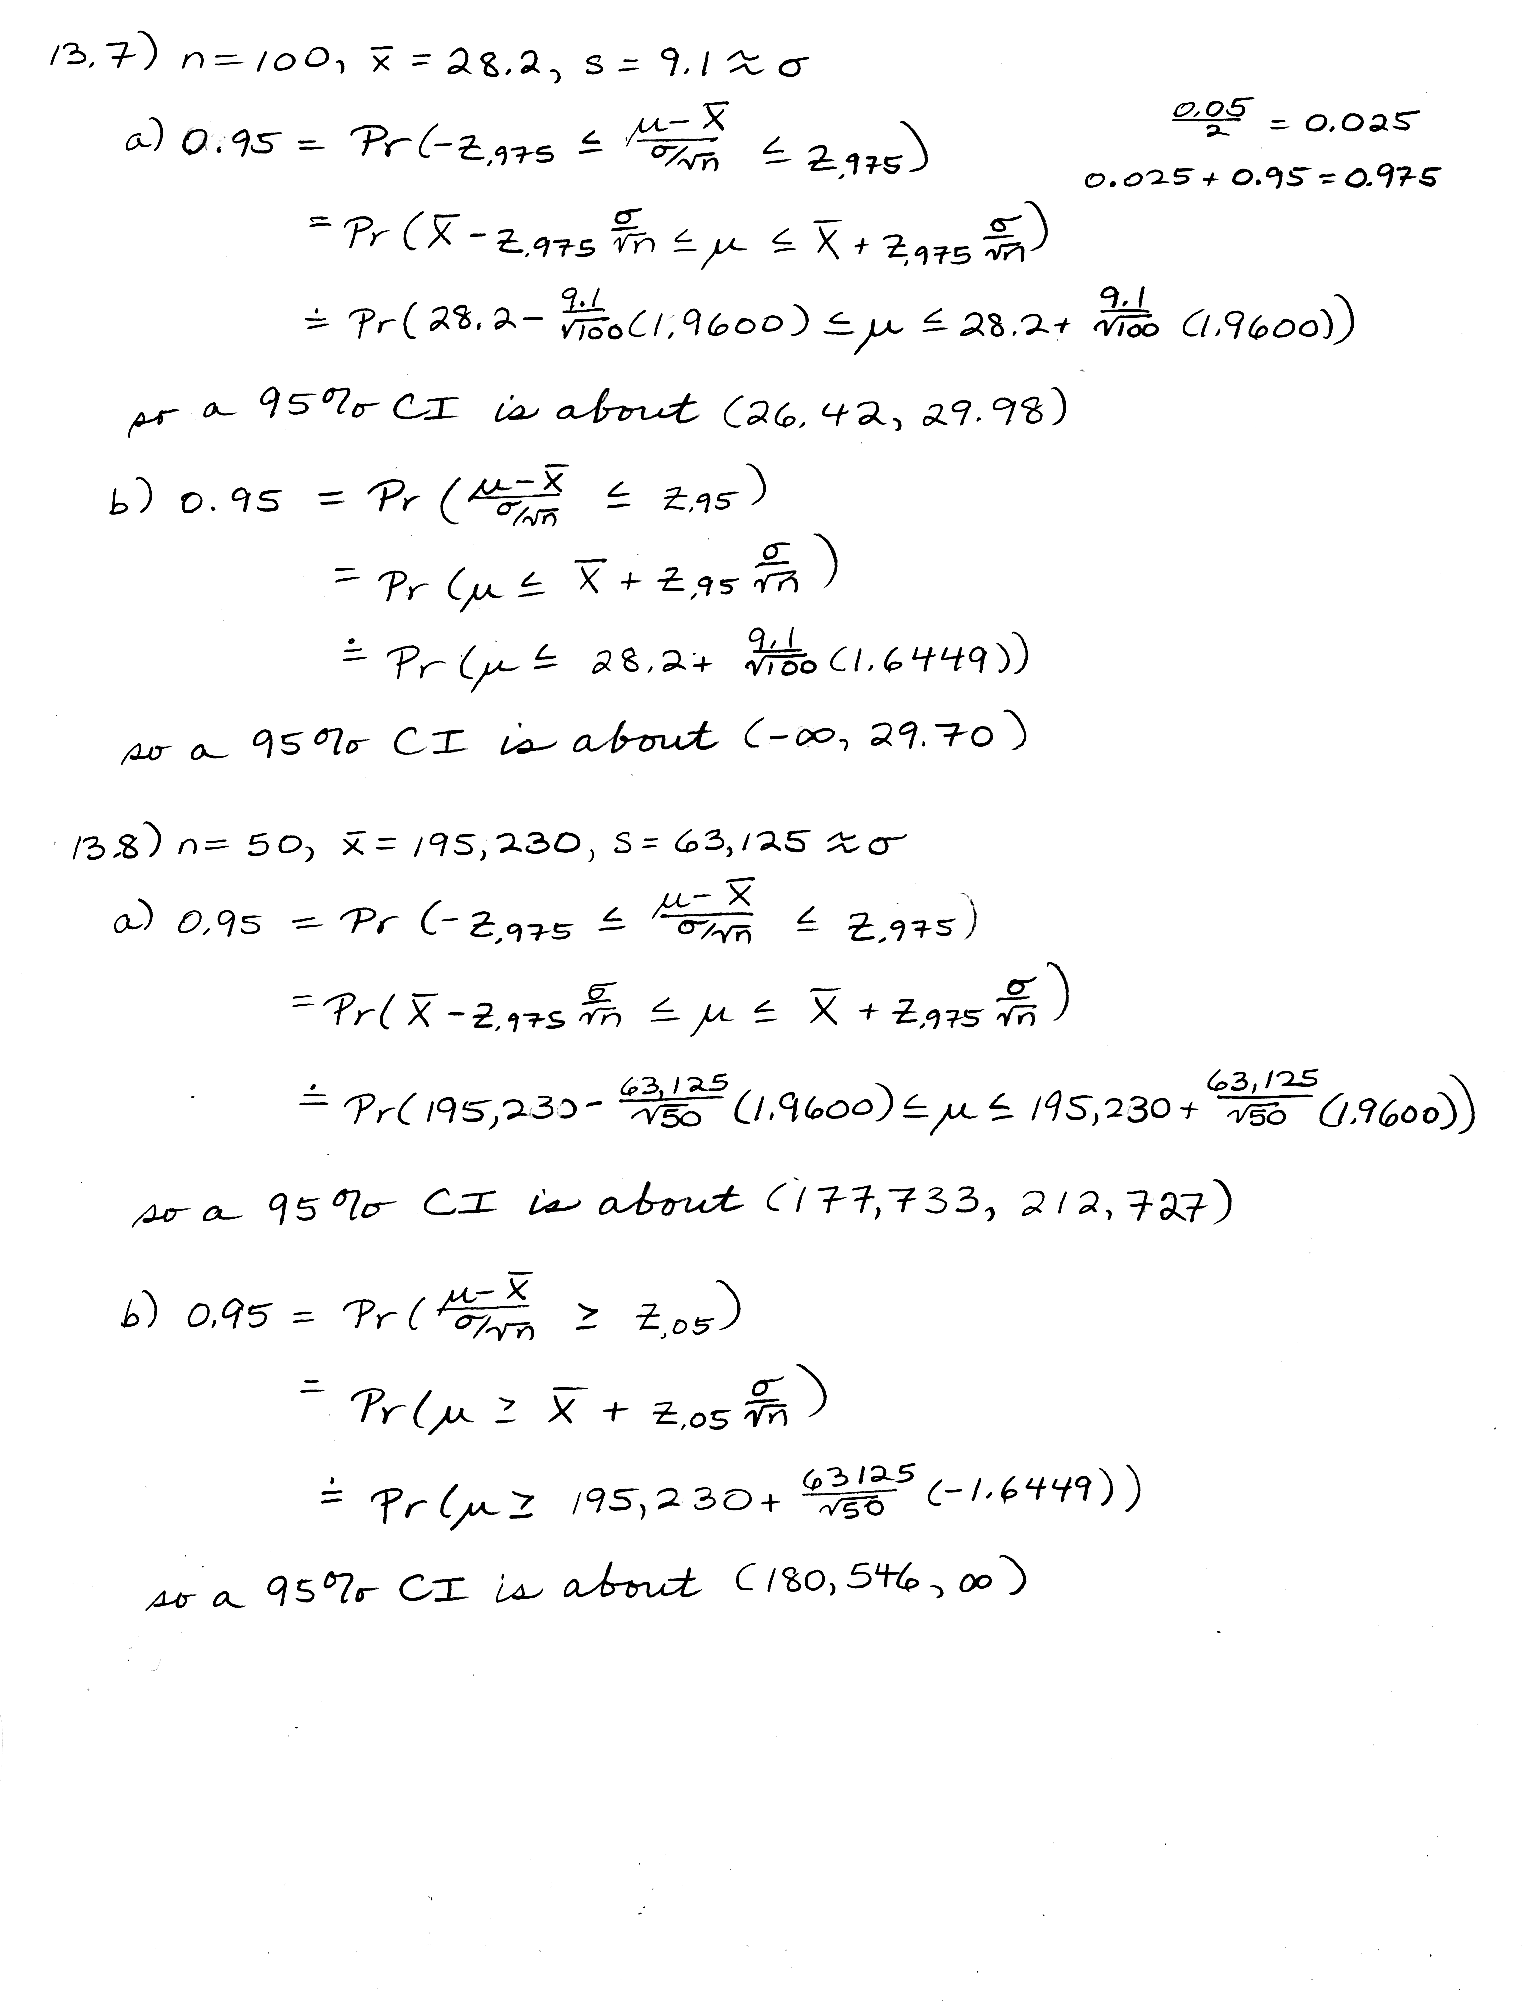 13.7) n=100, x̄ = 28.2, s = 9.1 ≈ σ
a) 0.95 = Pr(-z.975 ≤ (μ-X̄)/(σ/√n) ≤ z.975)
0.05/2 = 0.025
0.025 + 0.95 = 0.975
= Pr(X̄ - z.975 σ/√n ≤ μ ≤ X̄ + z.975 σ/√n)
≐ Pr(28.2 - 9.1/√100 (1.9600) ≤ μ ≤ 28.2 + 9.1/√100 (1.9600))
so a 95% CI is about (26.42, 29.98)
b) 0.95 = Pr((μ-X̄)/(σ/√n) ≤ z.95)
= Pr(μ ≤ X̄ + z.95 σ/√n)
≐ Pr(μ ≤ 28.2 + 9.1/√100 (1.6449))
so a 95% CI is about (-∞, 29.70)
13.8) n= 50, x̄ = 195,230, s = 63,125 ≈ σ
a) 0.95 = Pr(-z.975 ≤ (μ-X̄)/(σ/√n) ≤ z.975)
= Pr(X̄ - z.975 σ/√n ≤ μ ≤ X̄ + z.975 σ/√n)
≐ Pr(195,230 - 63,125/√50 (1.9600) ≤ μ ≤ 195,230 + 63,125/√50 (1.9600))
so a 95% CI is about (177,733, 212,727)
b) 0.95 = Pr((μ-X̄)/(σ/√n) ≥ z.05)
= Pr(μ ≥ X̄ + z.05 σ/√n)
≐ Pr(μ ≥ 195,230 + 63125/√50 (-1.6449))
so a 95% CI is about (180,546, ∞)